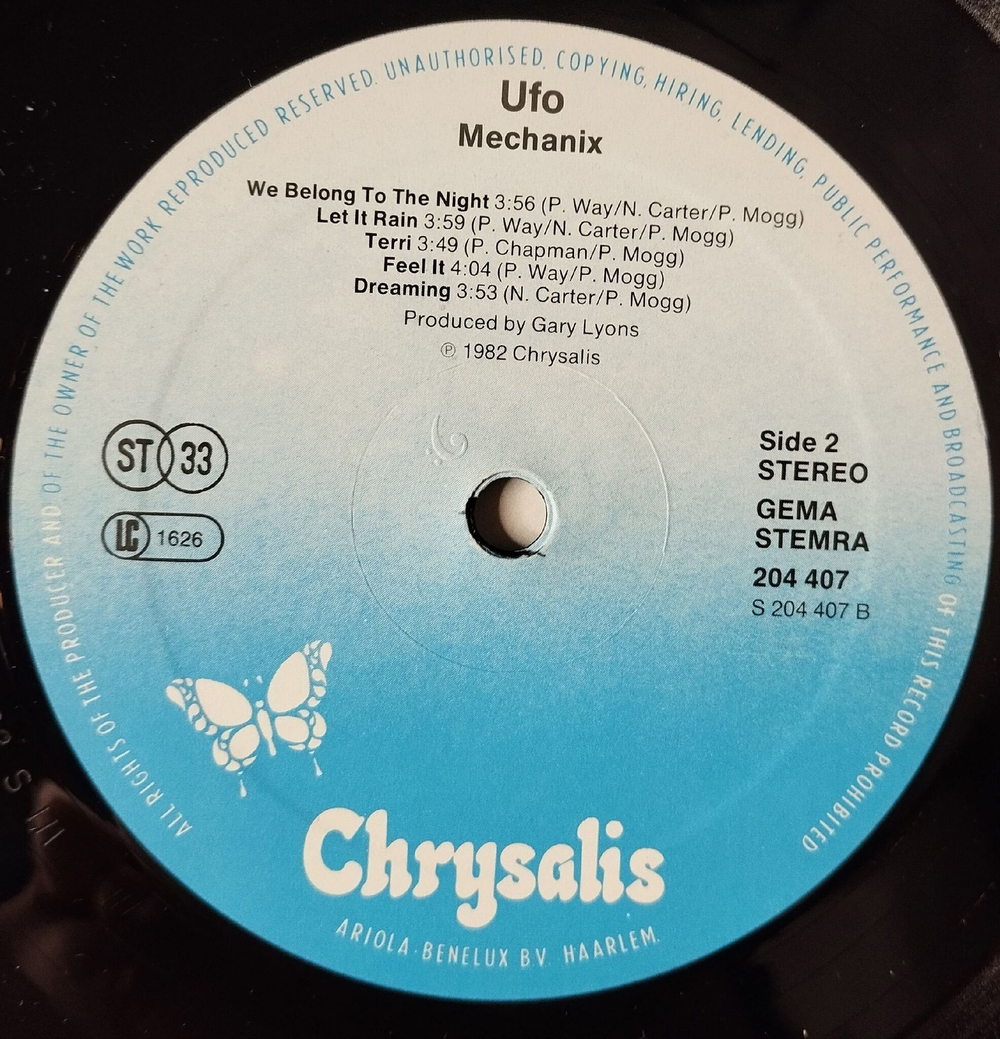 ALL RIGHTS OF THE PRODUCER AND OF THE OWNER OF THE WORK REPRODUCED RESERVED. UNAUTHORISED, COPYING, HIRING, LENDING, PUBLIC PERFORMANCE AND BROADCASTING OF THIS RECORD PROHIBITED
Ufo
Mechanix
We Belong To The Night 3:56 (P. Way/N. Carter/P. Mogg)
Let It Rain 3:59 (P. Way/N. Carter/P. Mogg)
Terri 3:49 (P. Chapman/P. Mogg)
Feel It 4:04 (P. Way/P. Mogg)
Dreaming 3:53 (N. Carter/P. Mogg)
Produced by Gary Lyons
℗ 1982 Chrysalis
ST 33
LC 1626
Side 2
STEREO
GEMA
STEMRA
204 407
S 204 407 B
Chrysalis
ARIOLA-BENELUX BV. HAARLEM.